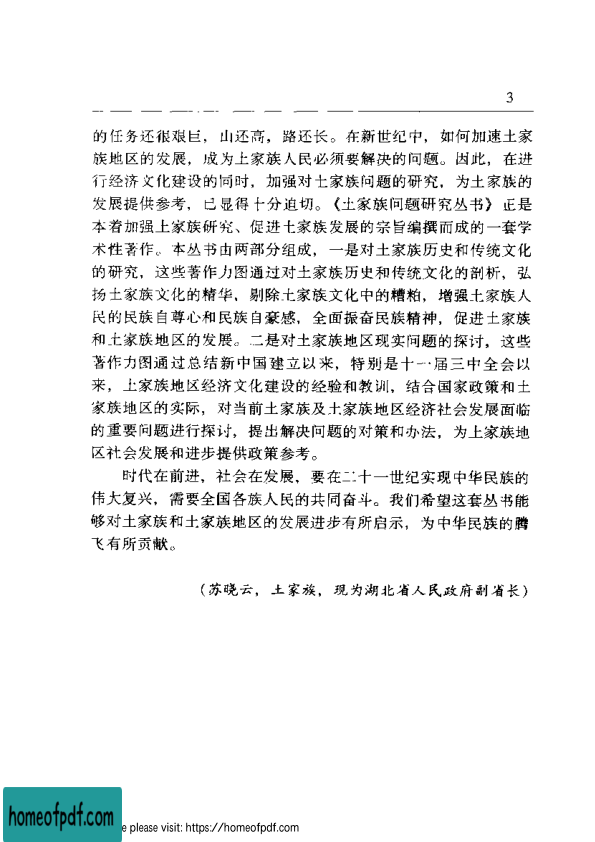 3
的任务还很艰巨，山还高，路还长。在新世纪中，如何加速土家
族地区的发展，成为土家族人民必须要解决的问题。因此，在进
行经济文化建设的同时，加强对土家族问题的研究，为土家族的
发展提供参考，已显得十分迫切。《土家族问题研究丛书》正是
本着加强土家族研究、促进土家族发展的宗旨编撰而成的一套学
术性著作。本丛书由两部分组成，一是对土家族历史和传统文化
的研究，这些著作力图通过对土家族历史和传统文化的剖析，弘
扬土家族文化的精华，剔除土家族文化中的糟粕，增强土家族人
民的民族自尊心和民族自豪感，全面振奋民族精神，促进土家族
和土家族地区的发展。二是对土家族地区现实问题的探讨，这些
著作力图通过总结新中国建立以来，特别是十一届三中全会以
来，土家族地区经济文化建设的经验和教训，结合国家政策和土
家族地区的实际，对当前土家族及土家族地区经济社会发展面临
的重要问题进行探讨，提出解决问题的对策和办法，为土家族地
区社会发展和进步提供政策参考。
时代在前进，社会在发展，要在二十一世纪实现中华民族的
伟大复兴，需要全国各族人民的共同奋斗。我们希望这套丛书能
够对土家族和土家族地区的发展进步有所启示，为中华民族的腾
飞有所贡献。
（苏晓云，土家族，现为湖北省人民政府副省长）
homeofpdf.com
e please visit: https://homeofpdf.com